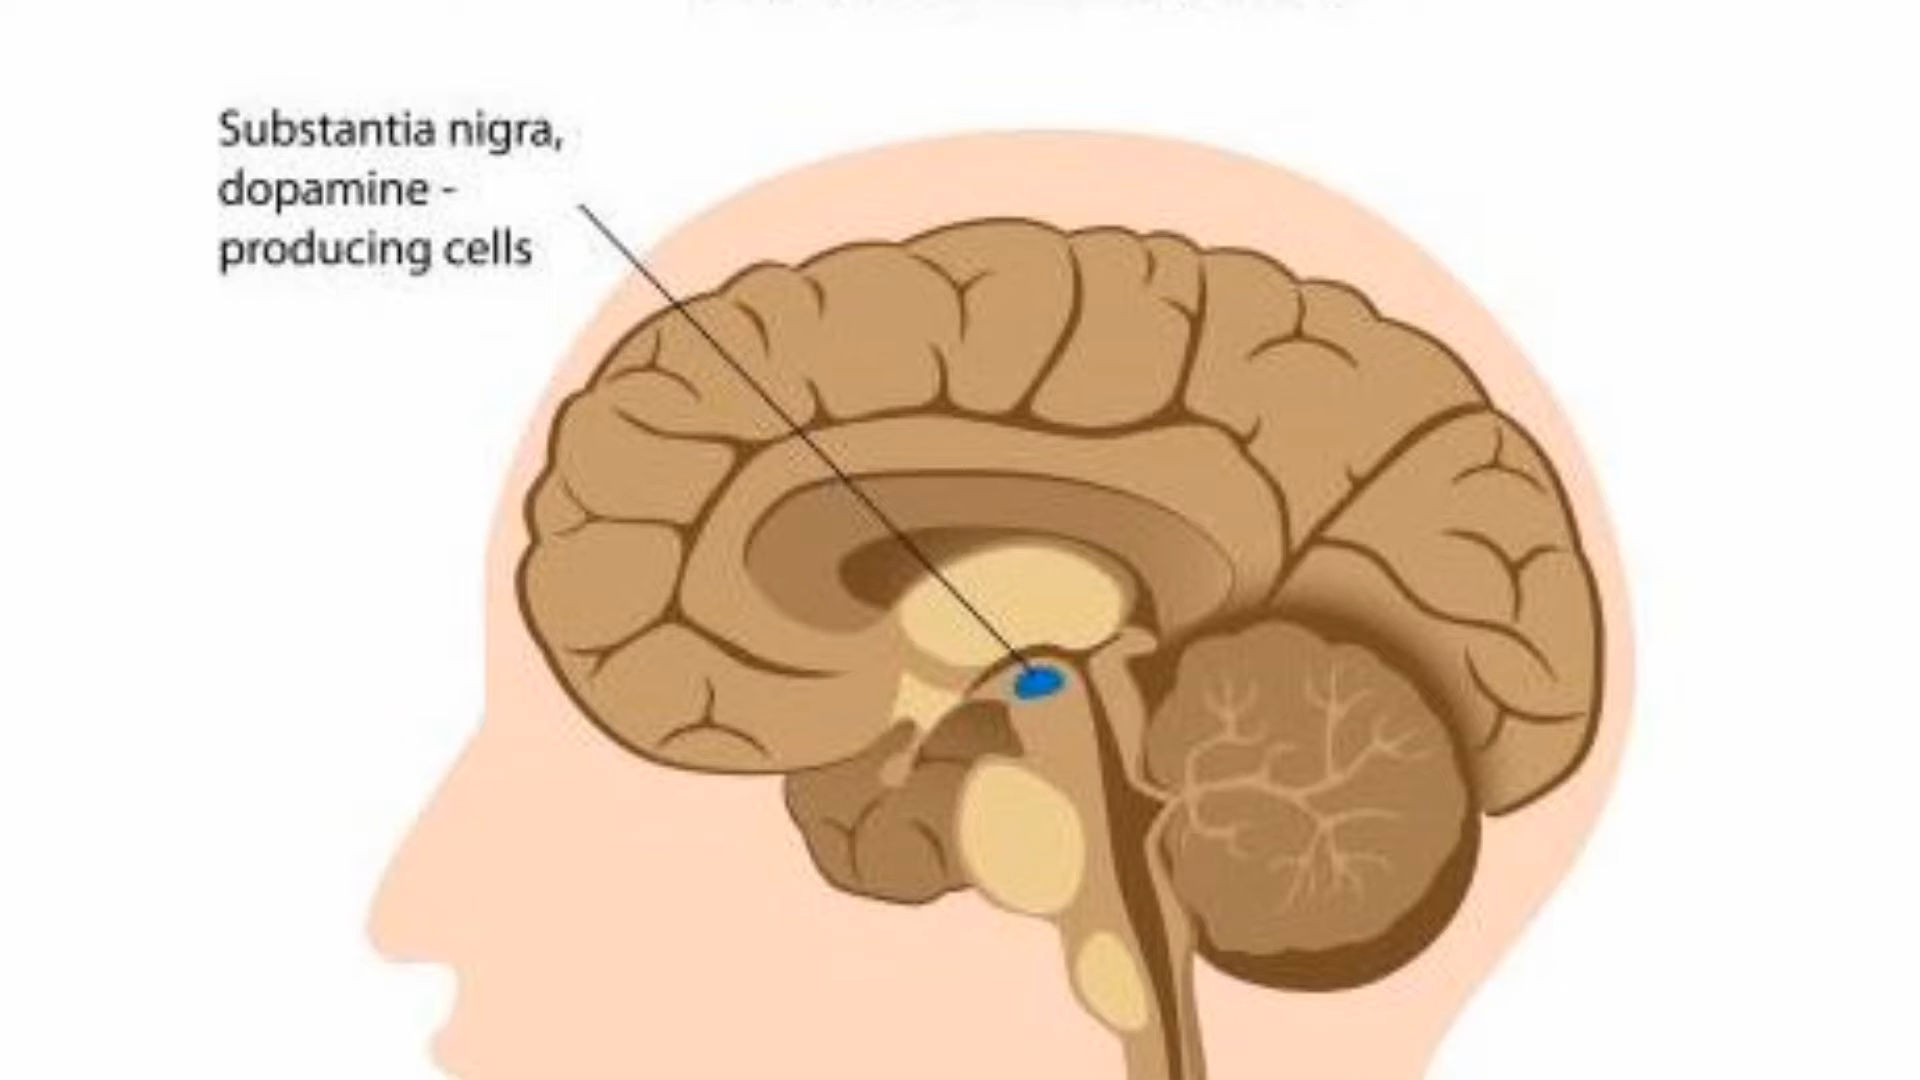 Substantia nigra,
dopamine -
producing cells